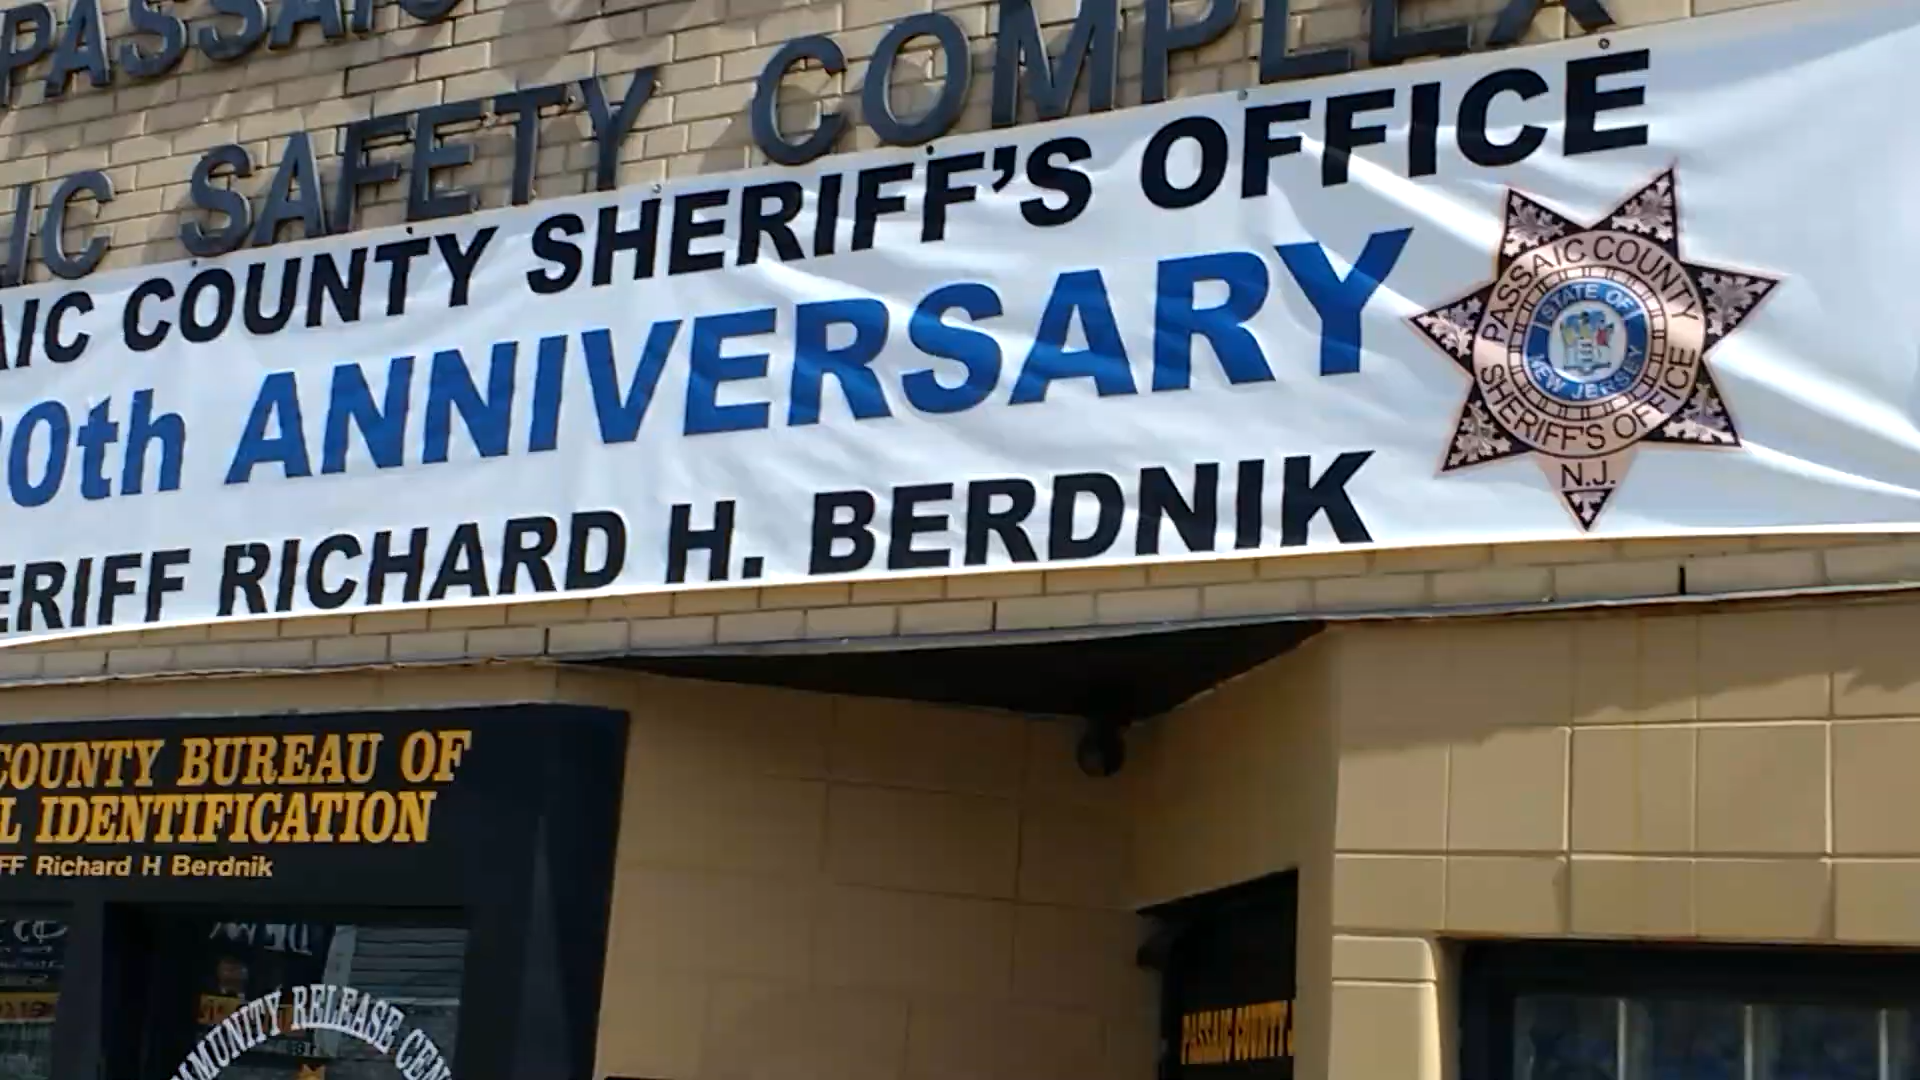 PASSAIC
IC SAFETY COMPLEX
AIC COUNTY SHERIFF'S OFFICE
0th ANNIVERSARY
ERIFF RICHARD H. BERDNIK
PASSAIC COUNTY
STATE OF
NEW JERSEY
SHERIFF'S OFFICE
N.J.
COUNTY BUREAU OF
L IDENTIFICATION
FF Richard H Berdnik
MMUNITY RELEASE CEN
PASSAIC COUNTY